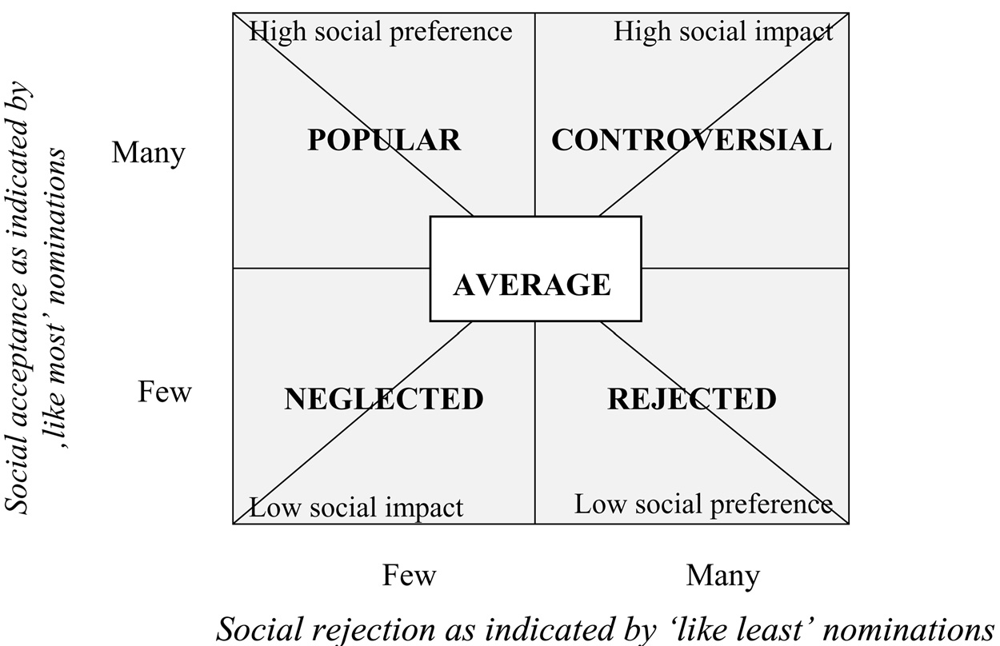 High social preference
High social impact
Social acceptance as indicated by
‚like most’ nominations
Many
POPULAR
CONTROVERSIAL
AVERAGE
Few
NEGLECTED
REJECTED
Low social impact
Low social preference
Few
Many
Social rejection as indicated by ‘like least’ nominations